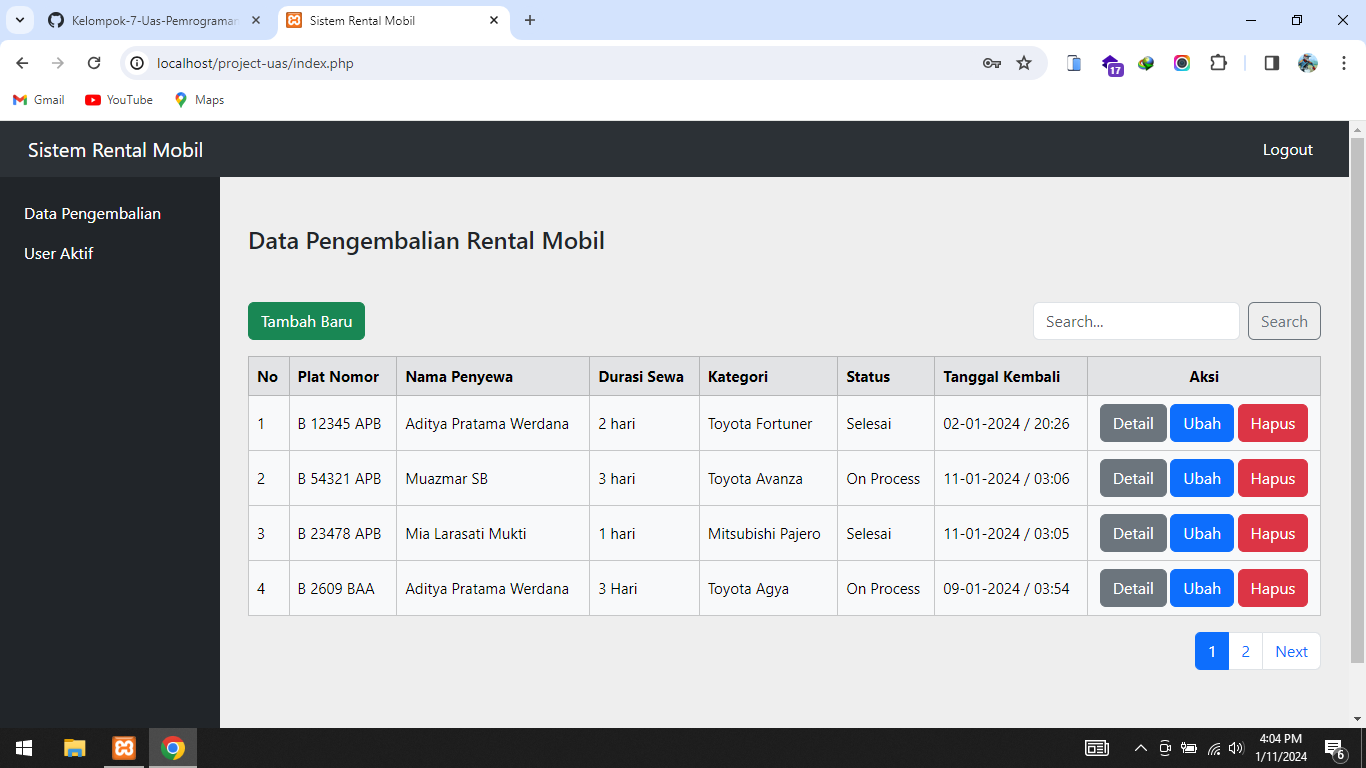 Kelompok-7-Uas-Pemrograman
Sistem Rental Mobil
localhost/project-uas/index.php
17
Gmail YouTube Maps
Sistem Rental Mobil Logout
Data Pengembalian
User Aktif
Data Pengembalian Rental Mobil
Tambah Baru Search... Search
No Plat Nomor Nama Penyewa Durasi Sewa Kategori Status Tanggal Kembali Aksi
1 B 12345 APB Aditya Pratama Werdana 2 hari Toyota Fortuner Selesai 02-01-2024 / 20:26 Detail Ubah Hapus
2 B 54321 APB Muazmar SB 3 hari Toyota Avanza On Process 11-01-2024 / 03:06 Detail Ubah Hapus
3 B 23478 APB Mia Larasati Mukti 1 hari Mitsubishi Pajero Selesai 11-01-2024 / 03:05 Detail Ubah Hapus
4 B 2609 BAA Aditya Pratama Werdana 3 Hari Toyota Agya On Process 09-01-2024 / 03:54 Detail Ubah Hapus
1 2 Next
4:04 PM
1/11/2024
6